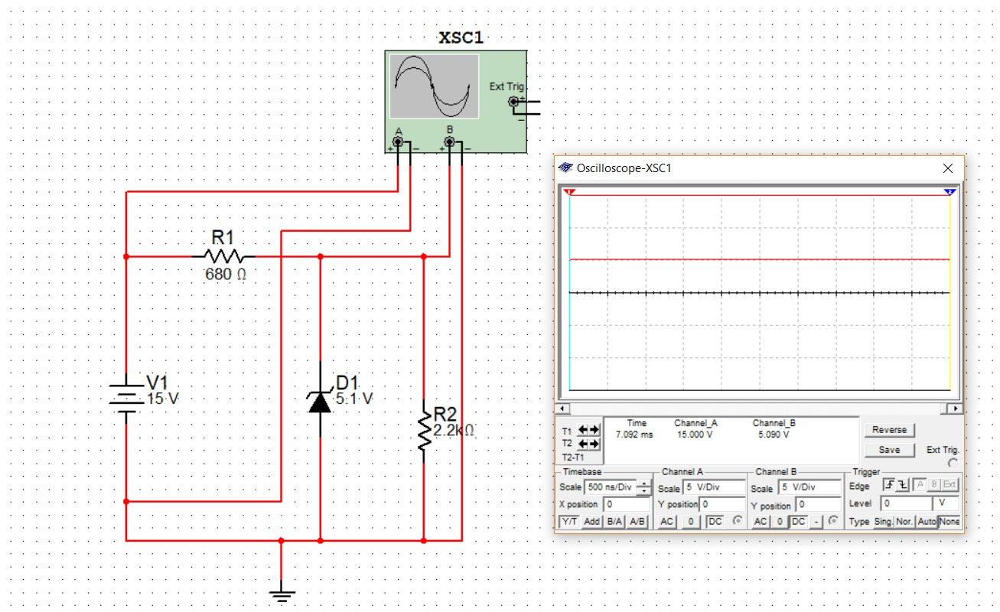 XSC1
Ext Trig
+
−
A
B
+ − + −
R1
680 Ω
V1
15 V
D1
5.1 V
R2
2.2kΩ
Oscilloscope-XSC1
1 2
Time Channel_A Channel_B
T1 7.092 ms 15.000 V 5.090 V
T2
T2-T1
Reverse
Save
Ext Trig.
Timebase
Scale 500 ns/Div
X position 0
Y/T Add B/A A/B
Channel A
Scale 5 V/Div
Y position 0
AC 0 DC
Channel B
Scale 5 V/Div
Y position 0
AC 0 DC -
Trigger
Edge A B Ext
Level 0 V
Type Sing. Nor. Auto None